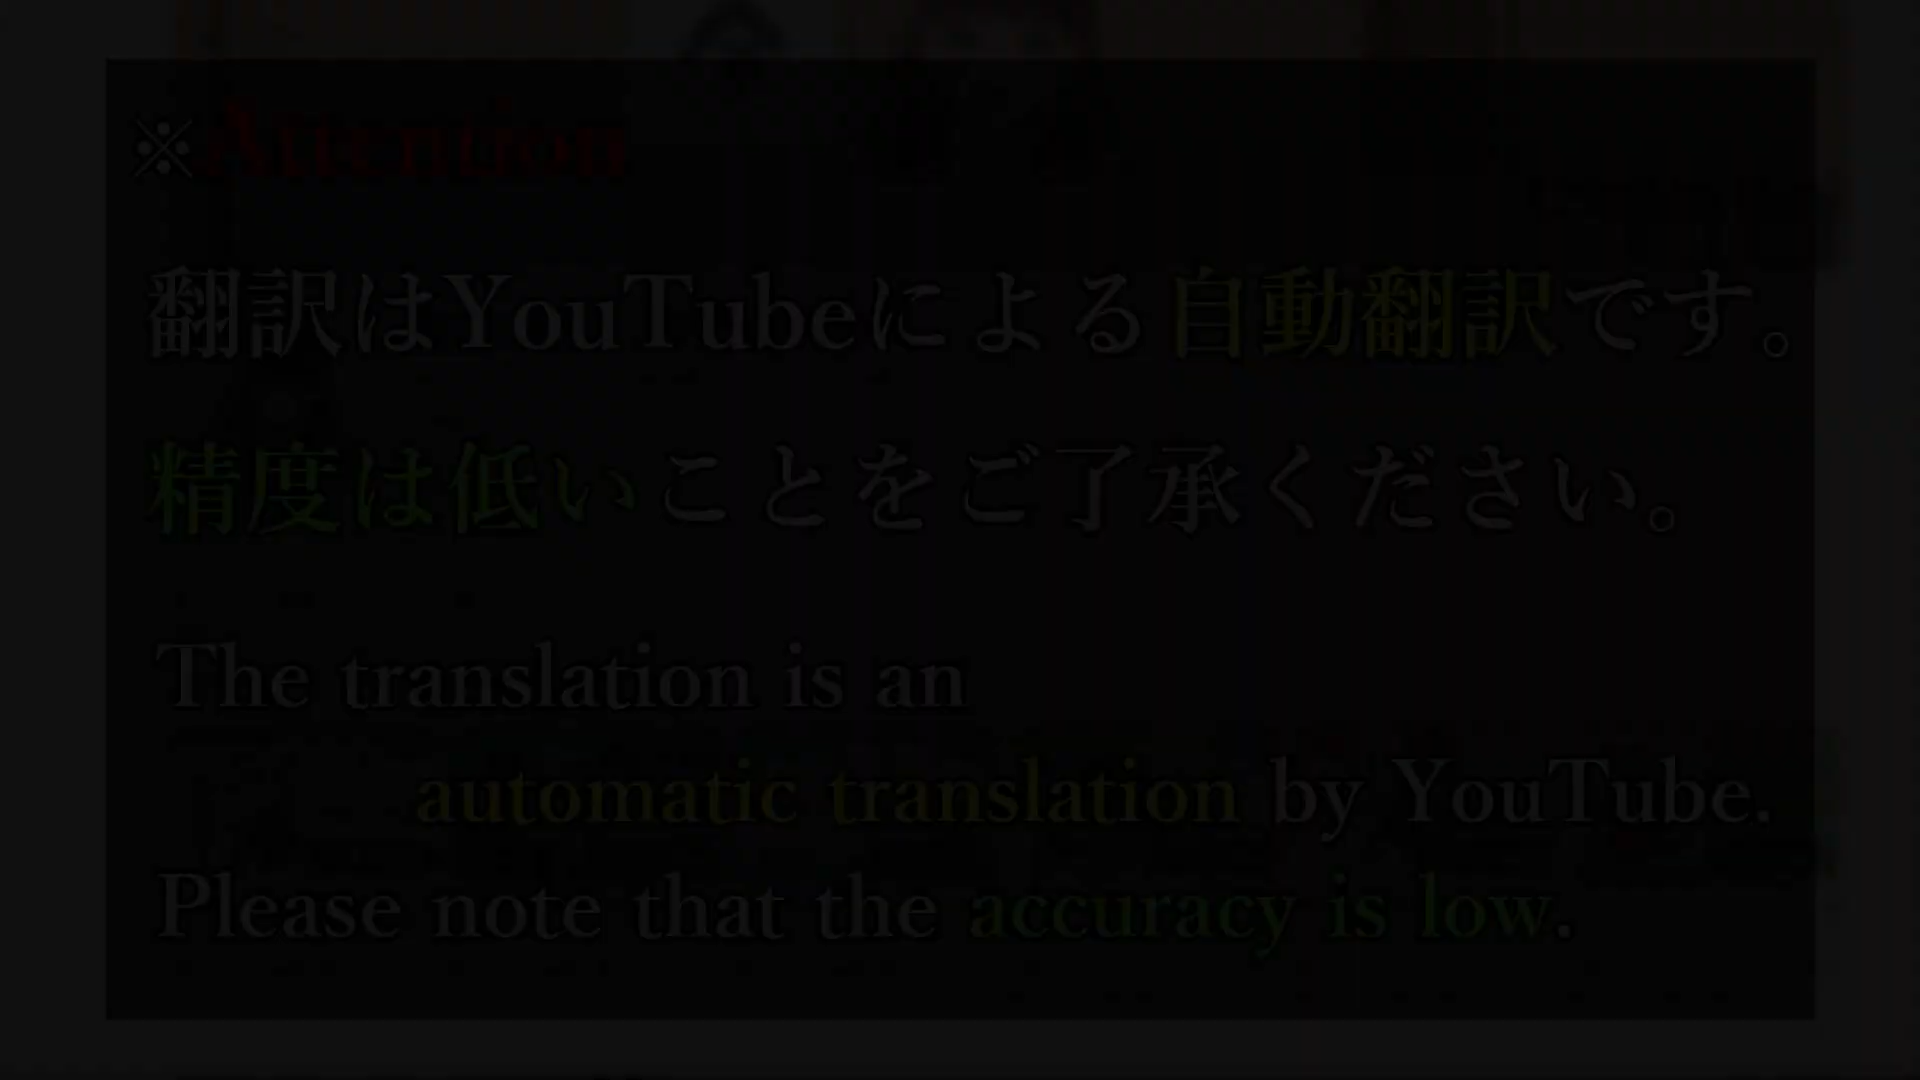 ※Attention
翻訳はYouTubeによる自動翻訳です。
精度は低いことをご了承ください。
The translation is an
automatic translation by YouTube.
Please note that the accuracy is low.